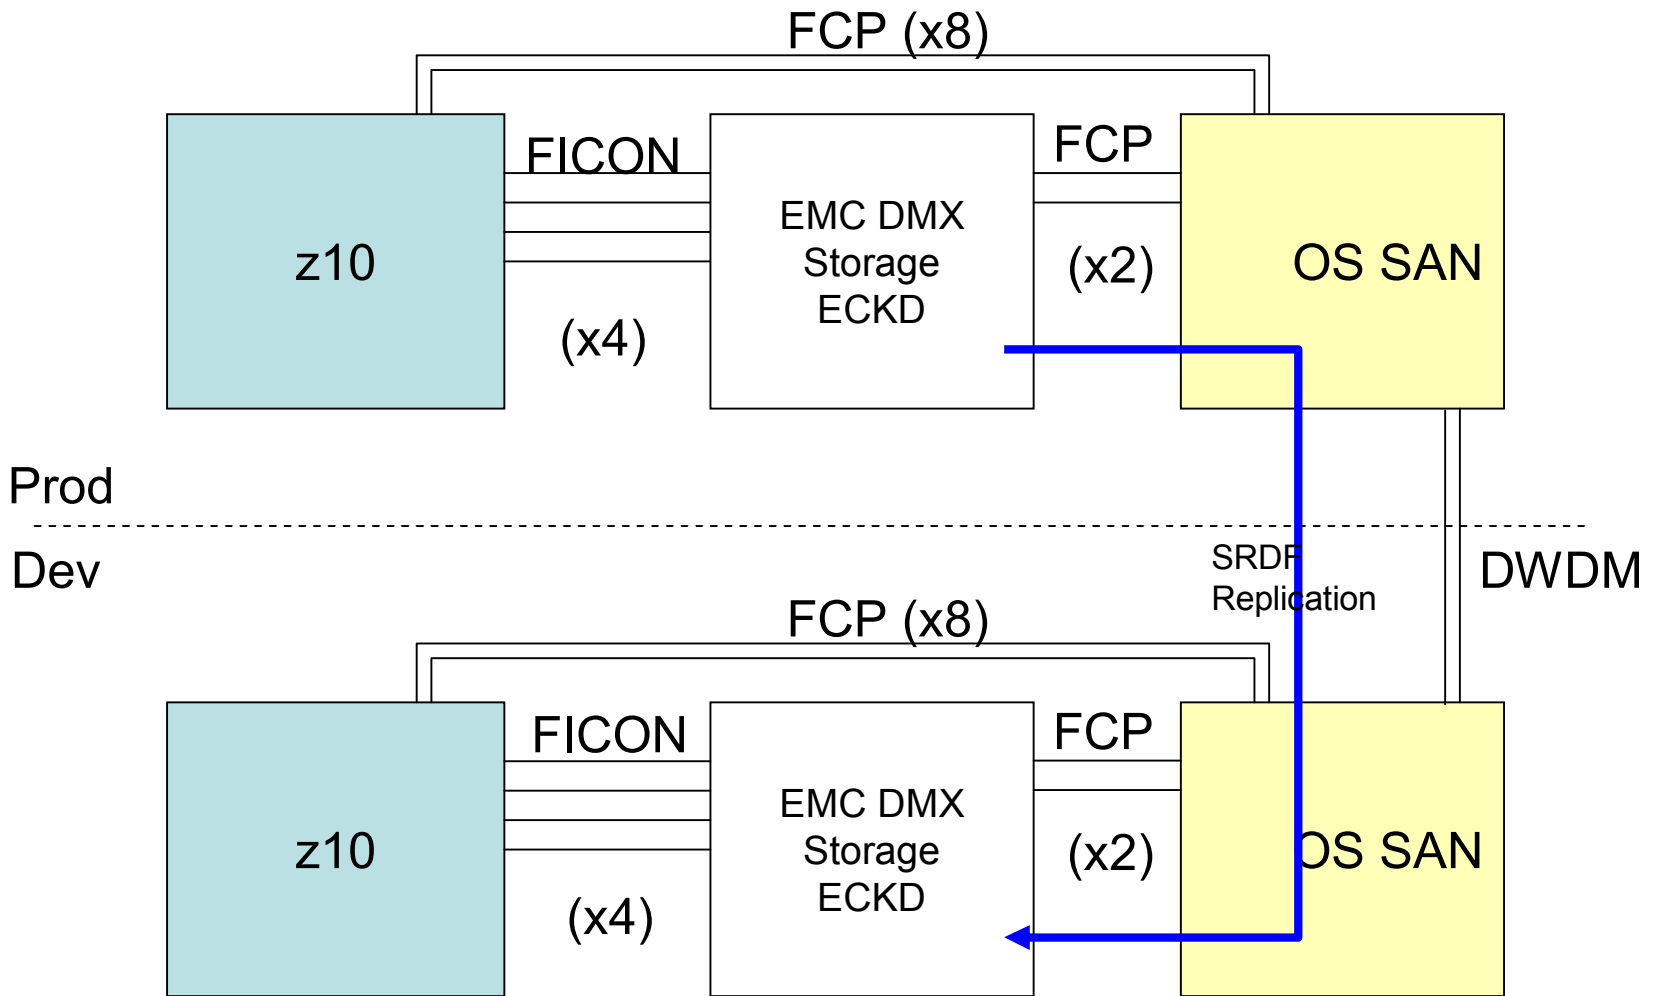 FCP (x8)
FICON
FCP
z10
EMC DMX
Storage
ECKD
(x2)
OS SAN
(x4)
Prod
Dev
SRDF
Replication
DWDM
FCP (x8)
FICON
FCP
z10
EMC DMX
Storage
ECKD
(x2)
OS SAN
(x4)